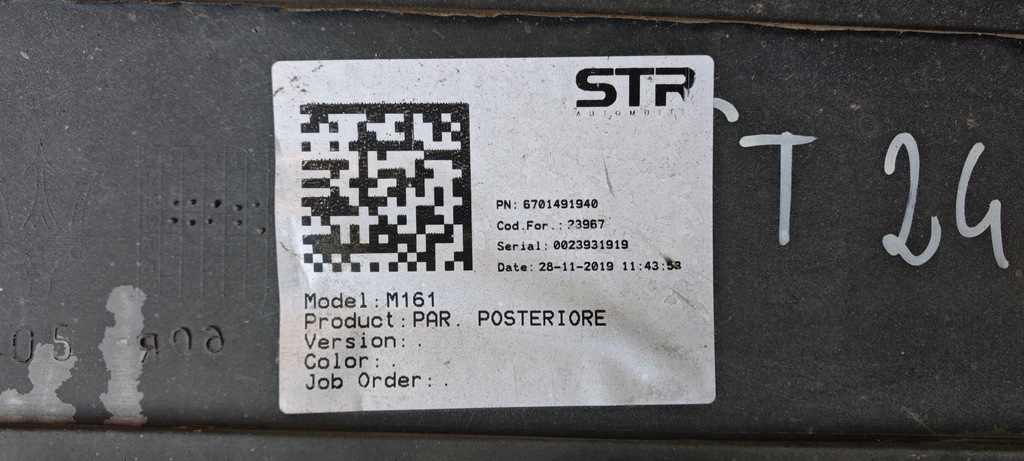 STR
AUTOMOTIV
PN: 6701491940
Cod.For.: 23967
Serial: 0023931919
Date: 28-11-2019 11:43:53
Model: M161
Product: PAR. POSTERIORE
Version: .
Color: .
Job Order: .
T 24